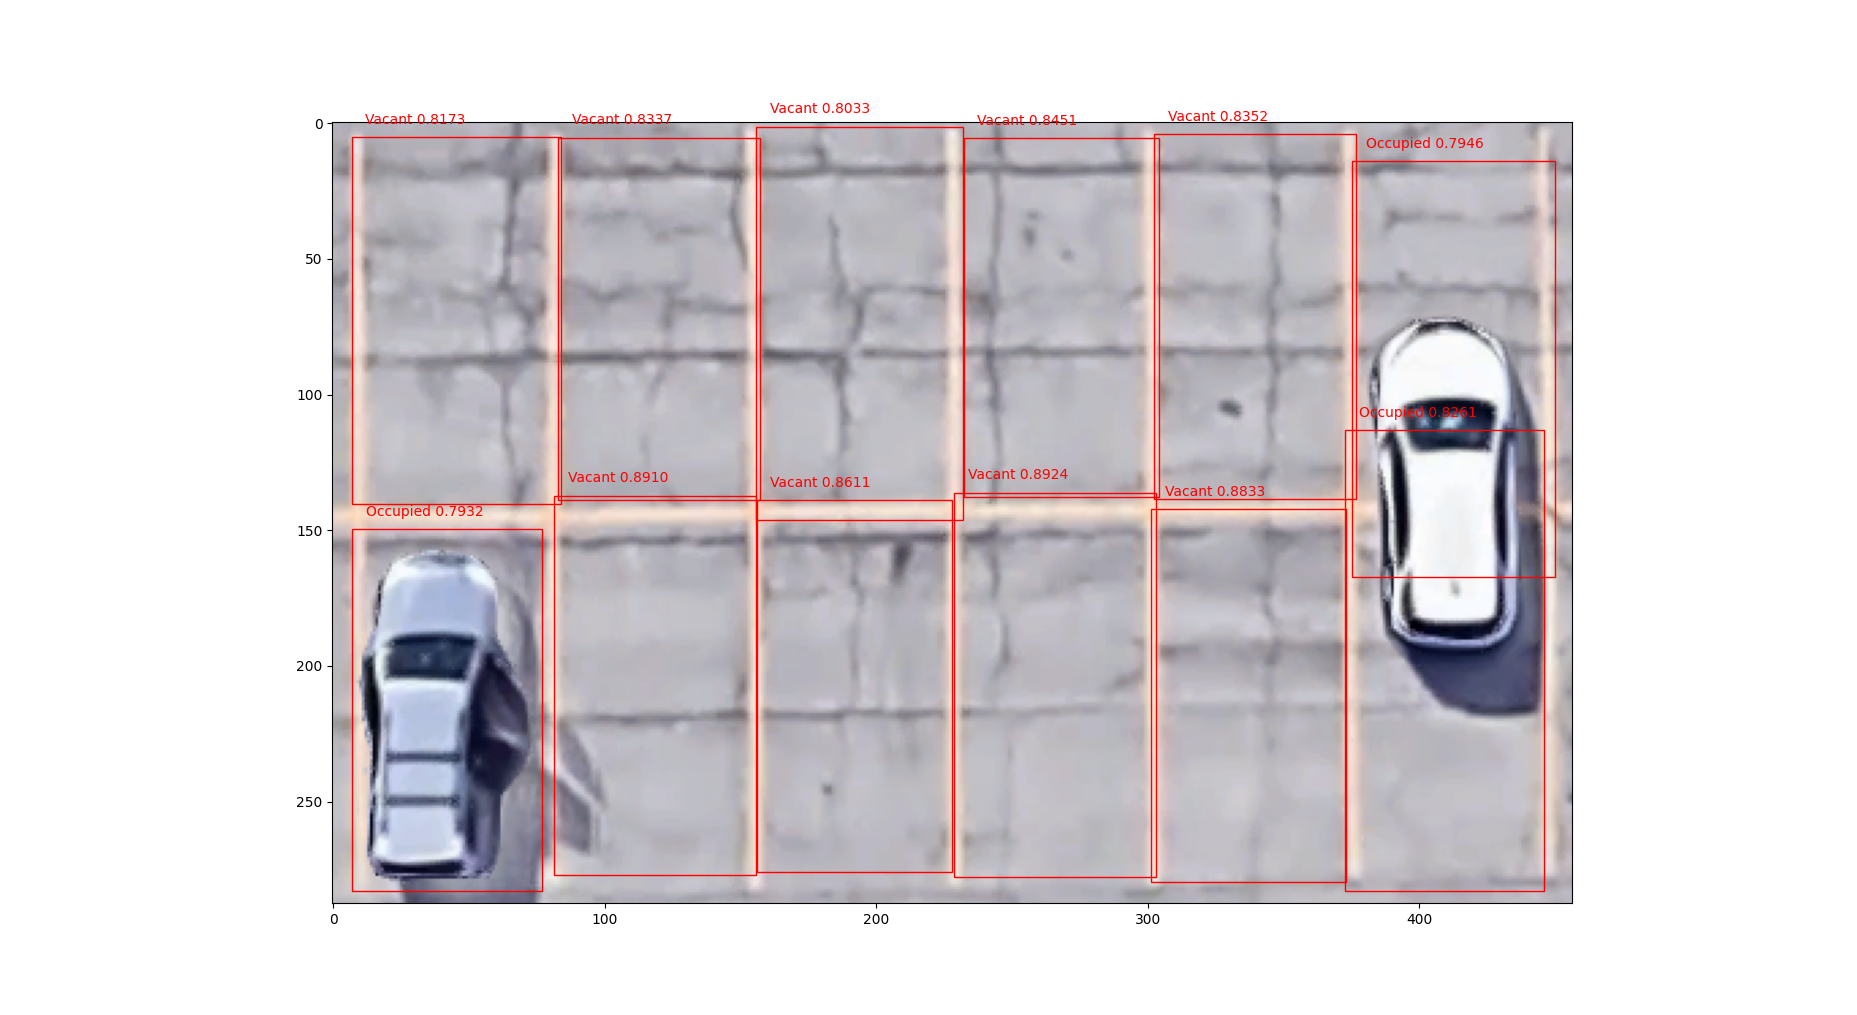 Vacant 0.8033
Vacant 0.8173
Vacant 0.8337
Vacant 0.8451
Vacant 0.8352
Occupied 0.7946
Occupied 0.8261
Vacant 0.8910
Vacant 0.8611
Vacant 0.8924
Vacant 0.8833
Occupied 0.7932
0
50
100
150
200
250
0
100
200
300
400